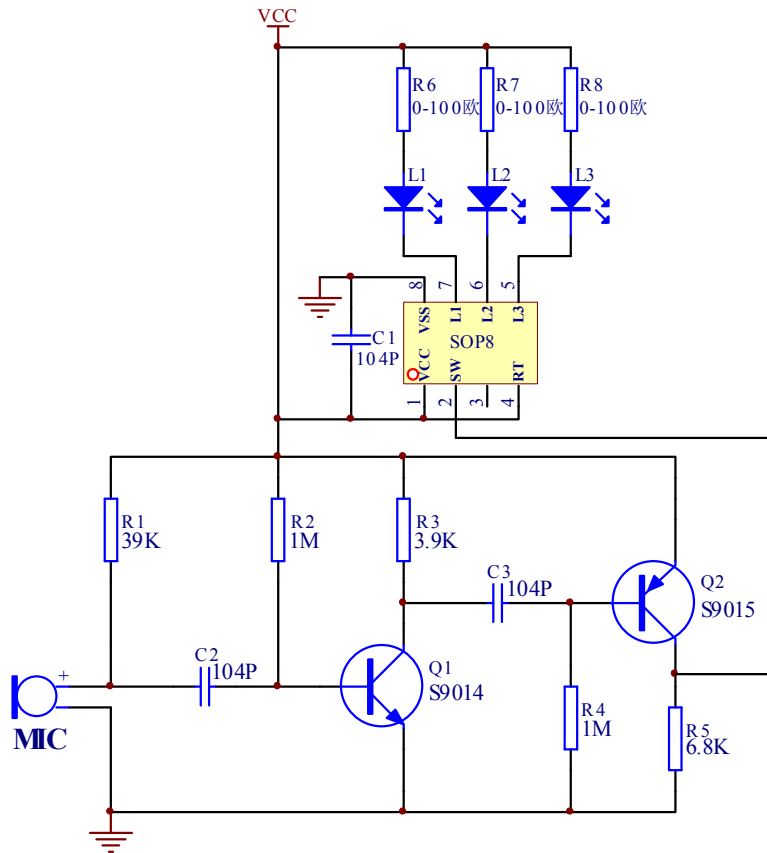 VCC
R6
0-100欧
R7
0-100欧
R8
0-100欧
L1
L2
L3
8
7
6
5
VSS
L1
L2
L3
SOP8
VCC
SW
RT
1
2
3
4
C1
104P
R1
39K
R2
1M
R3
3.9K
C3
104P
Q2
S9015
C2
104P
Q1
S9014
+
MIC
R4
1M
R5
6.8K